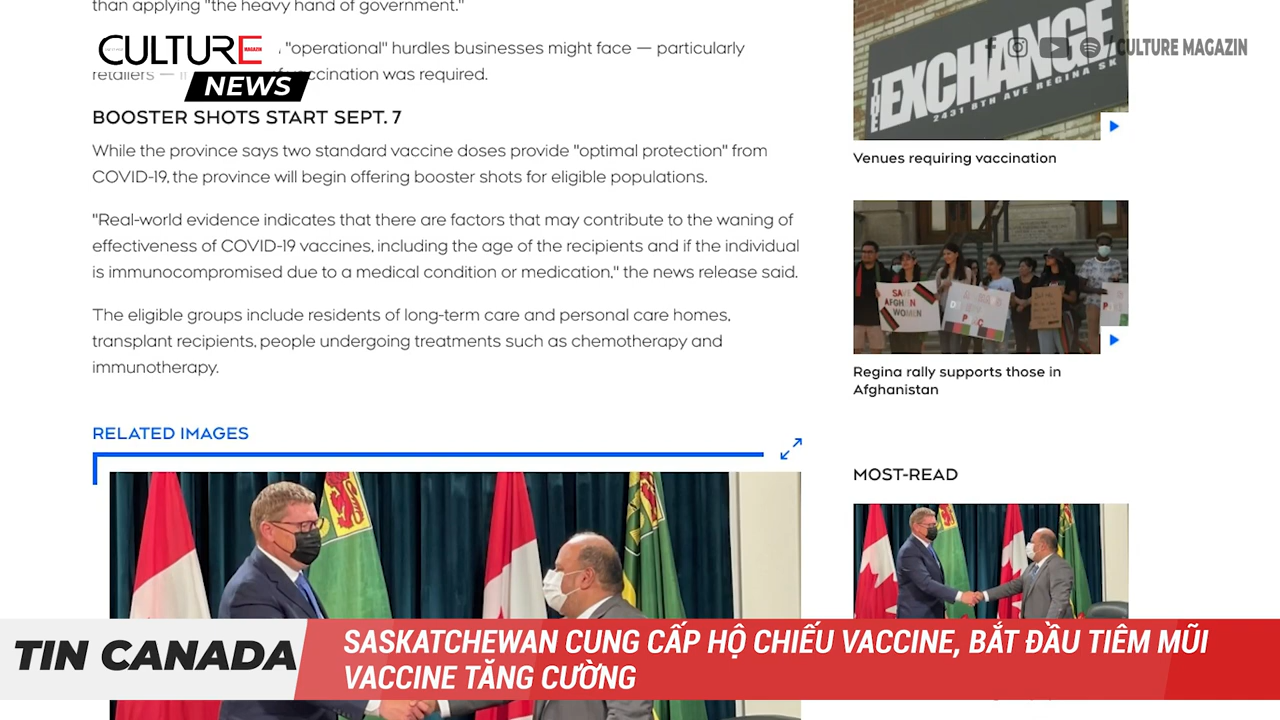 than applying "the heavy hand of government."
"operational" hurdles businesses might face — particularly
retailers — if
vaccination was required.
CULTURE
MAGAZIN
NEWS
BOOSTER SHOTS START SEPT. 7
While the province says two standard vaccine doses provide "optimal protection" from
COVID-19, the province will begin offering booster shots for eligible populations.
"Real-world evidence indicates that there are factors that may contribute to the waning of
effectiveness of COVID-19 vaccines, including the age of the recipients and if the individual
is immunocompromised due to a medical condition or medication," the news release said.
The eligible groups include residents of long-term care and personal care homes,
transplant recipients, people undergoing treatments such as chemotherapy and
immunotherapy.
RELATED IMAGES
/CULTURE MAGAZIN
THE EXCHANGE
2431 8TH AVE REGINA SK
Venues requiring vaccination
SAVE
AFGHAN
WOMEN
Regina rally supports those in
Afghanistan
MOST-READ
TIN CANADA
SASKATCHEWAN CUNG CẤP HỘ CHIẾU VACCINE, BẮT ĐẦU TIÊM MŨI
VACCINE TĂNG CƯỜNG